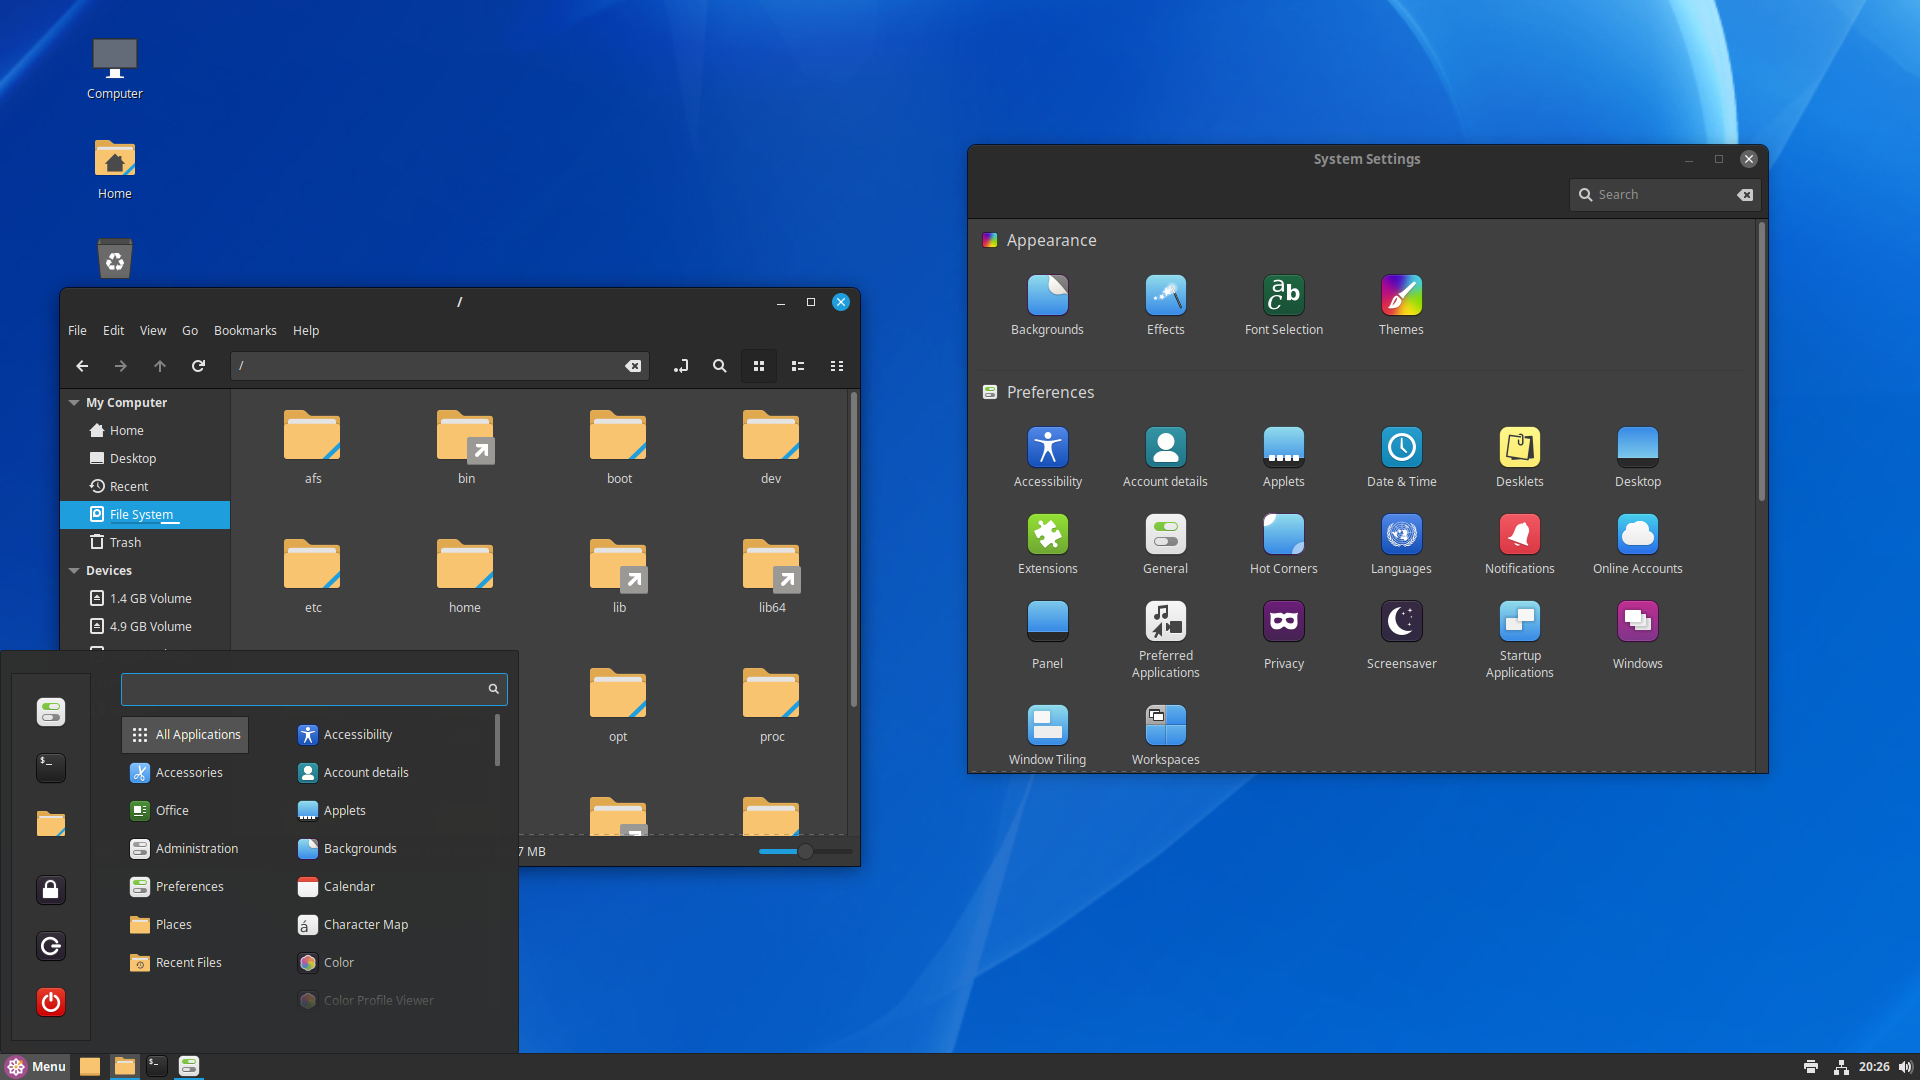 Computer
Home
/
File Edit View Go Bookmarks Help
/
My Computer
Home
Desktop
Recent
File System
Trash
Devices
1.4 GB Volume
4.9 GB Volume
afs bin boot dev
etc home lib lib64
opt proc
7 MB
All Applications
Accessories
Office
Administration
Preferences
Places
Recent Files
Accessibility
Account details
Applets
Backgrounds
Calendar
Character Map
Color
Color Profile Viewer
System Settings
Search
Appearance
Backgrounds Effects Font Selection Themes
Preferences
Accessibility Account details Applets Date & Time Desklets Desktop
Extensions General Hot Corners Languages Notifications Online Accounts
Panel Preferred Applications Privacy Screensaver Startup Applications Windows
Window Tiling Workspaces
Menu
20:26